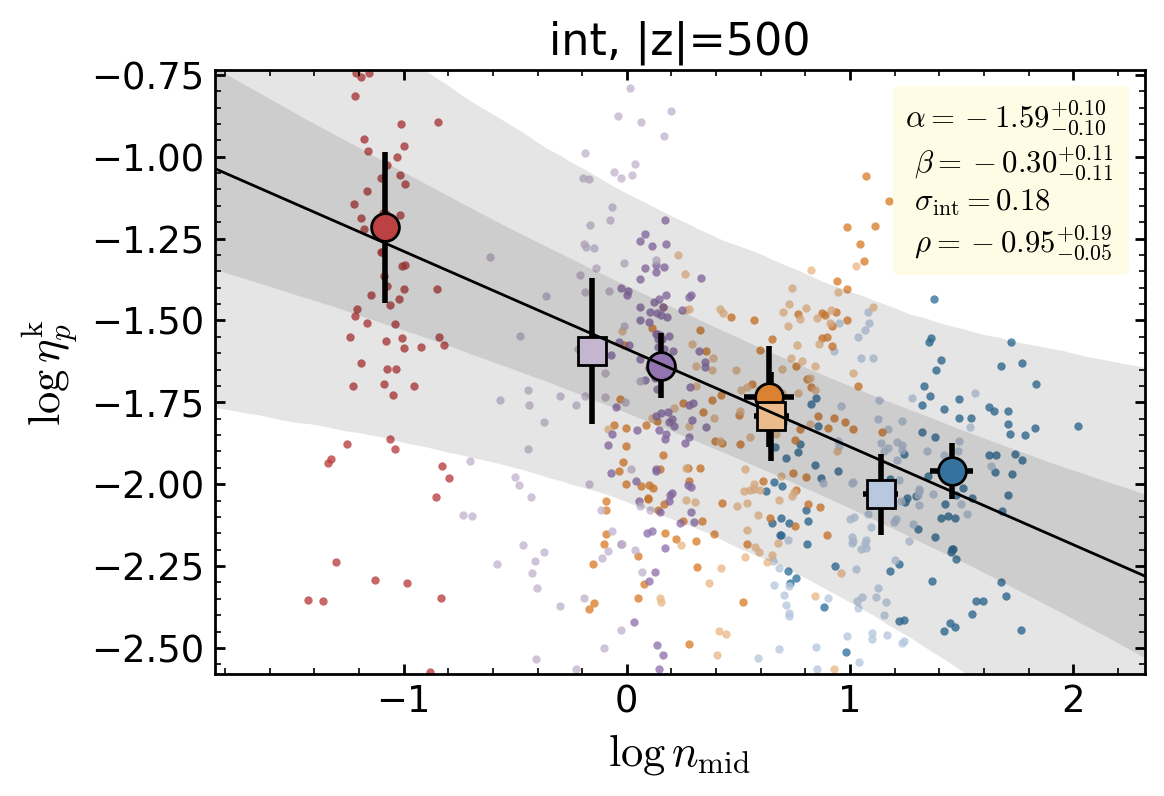 int, |z|=500
−0.75
−1.00
−1.25
−1.50
−1.75
−2.00
−2.25
−2.50
log η_p^k
α = −1.59^{+0.10}_{−0.10}
β = −0.30^{+0.11}_{−0.11}
σ_int = 0.18
ρ = −0.95^{+0.19}_{−0.05}
−1 0 1 2
log n_mid